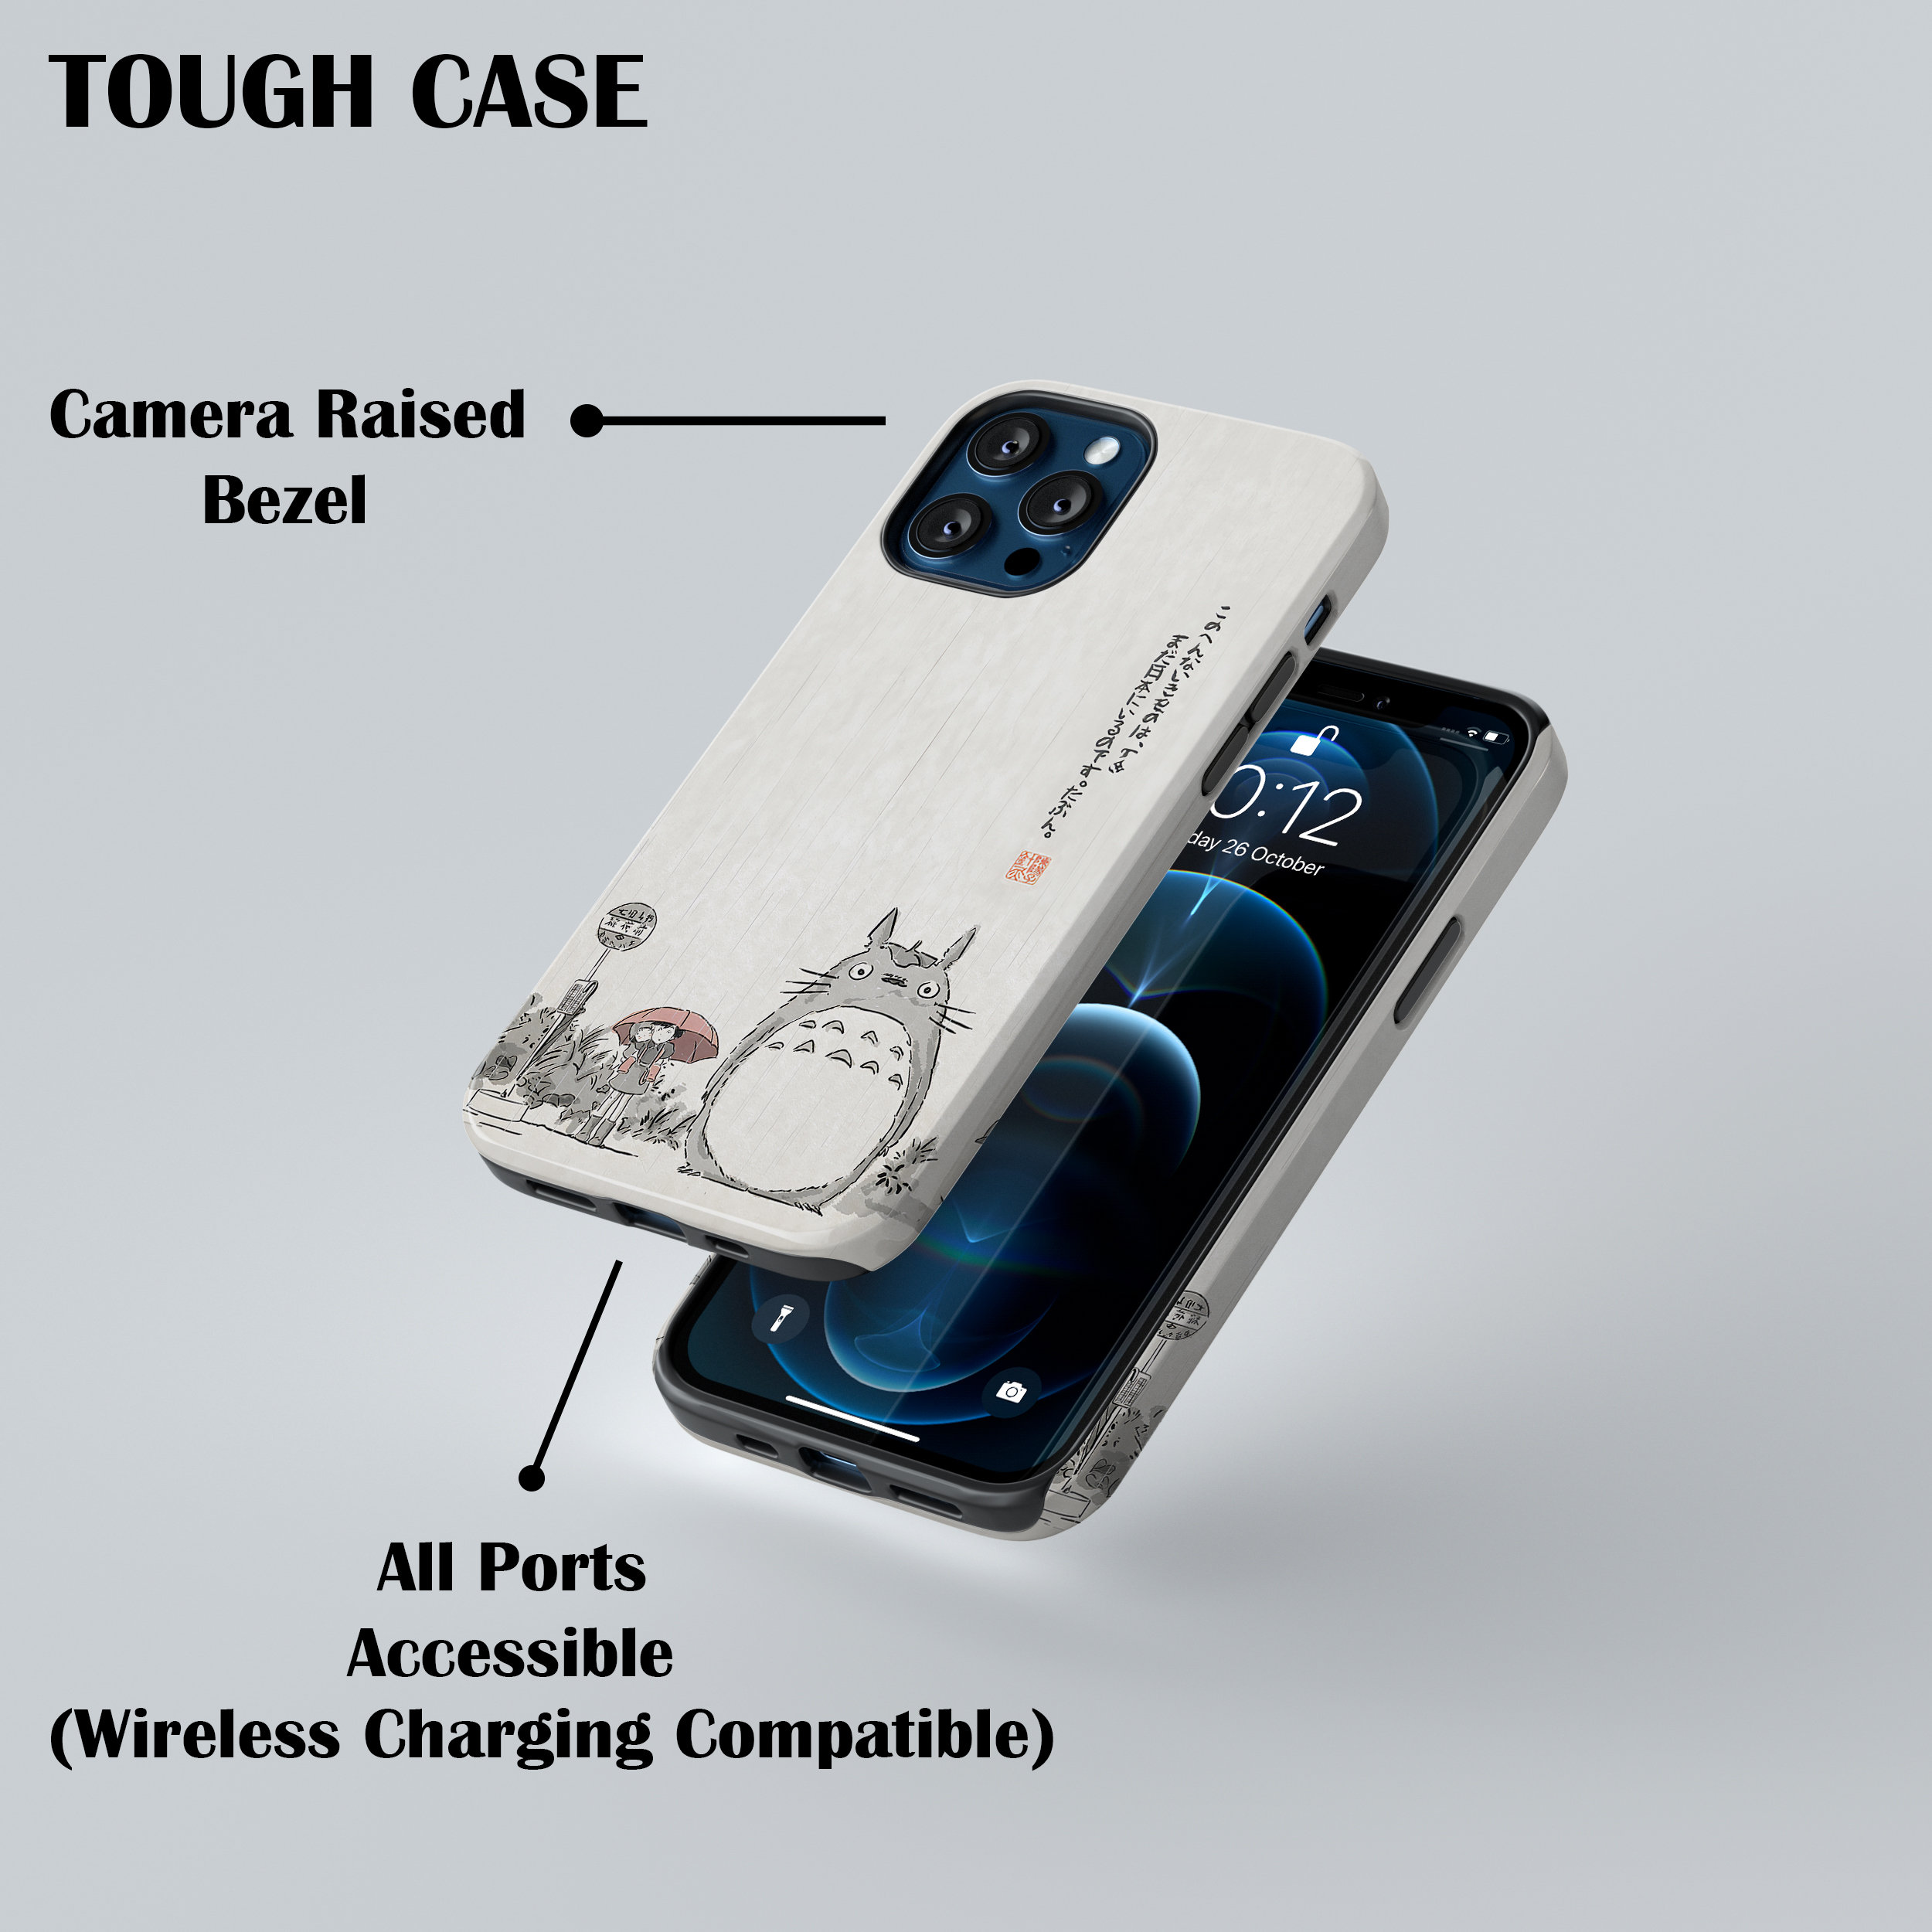 TOUGH CASE
Camera Raised
Bezel
このへんないきものは、
まだ日本にいるのです。たぶん。
0:12
day 26 October
All Ports
Accessible
(Wireless Charging Compatible)